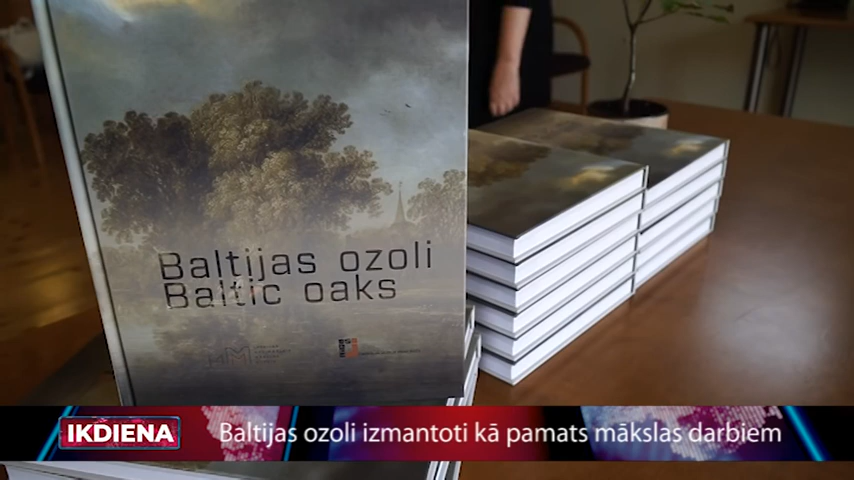 Baltijas ozoli
Baltic oaks
IKDIENA
Baltijas ozoli izmantoti kā pamats mākslas darbiem